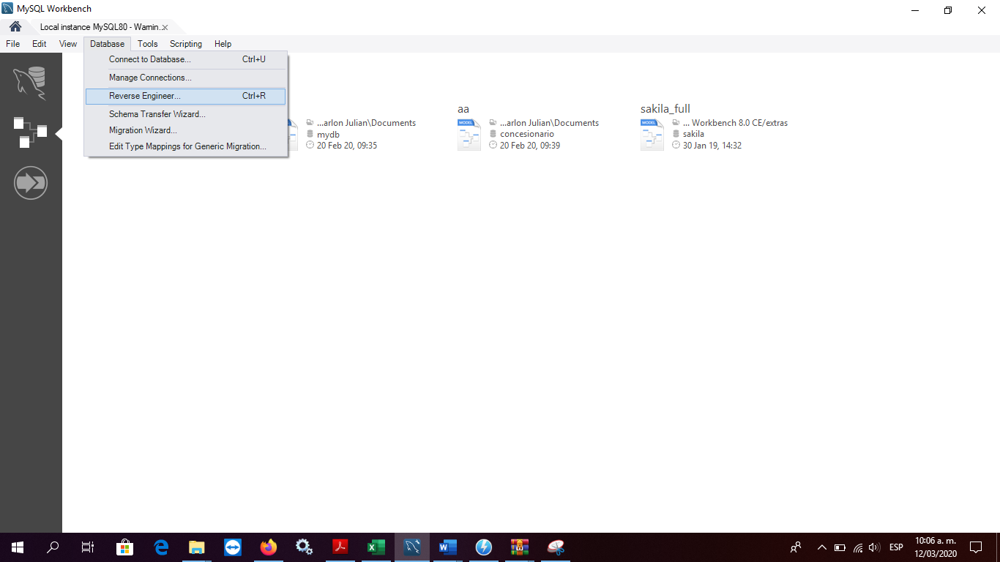 MySQL Workbench
Local instance MySQL80 - Warnin...
File Edit View Database Tools Scripting Help
Connect to Database... Ctrl+U
Manage Connections...
Reverse Engineer... Ctrl+R
Schema Transfer Wizard...
Migration Wizard...
Edit Type Mappings for Generic Migration...
...arlon Julian\Documents
mydb
20 Feb 20, 09:35
aa
MODEL
...arlon Julian\Documents
concesionario
20 Feb 20, 09:39
sakila_full
MODEL
... Workbench 8.0 CE/extras
sakila
30 Jan 19, 14:32
ESP
10:06 a. m.
12/03/2020